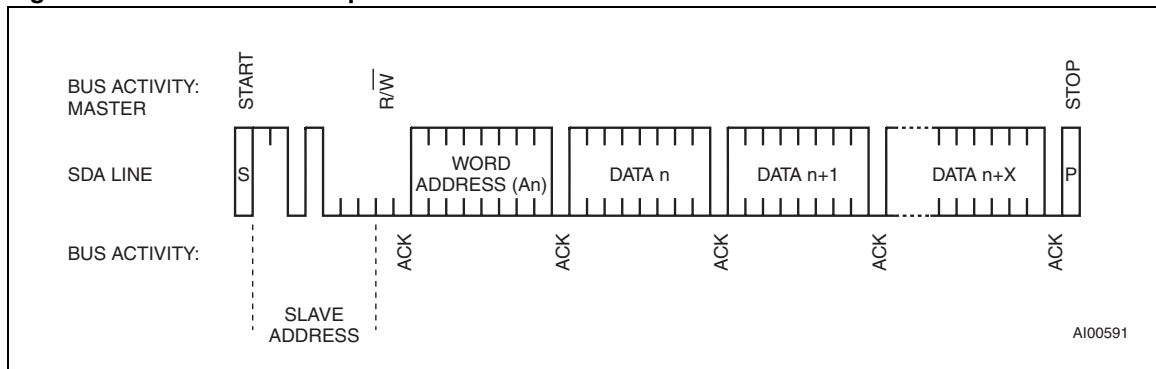 BUS ACTIVITY:
MASTER
START
R/W
STOP
SDA LINE
S
WORD
ADDRESS (An)
DATA n
DATA n+1
DATA n+X
P
BUS ACTIVITY:
ACK
ACK
ACK
ACK
ACK
SLAVE
ADDRESS
AI00591